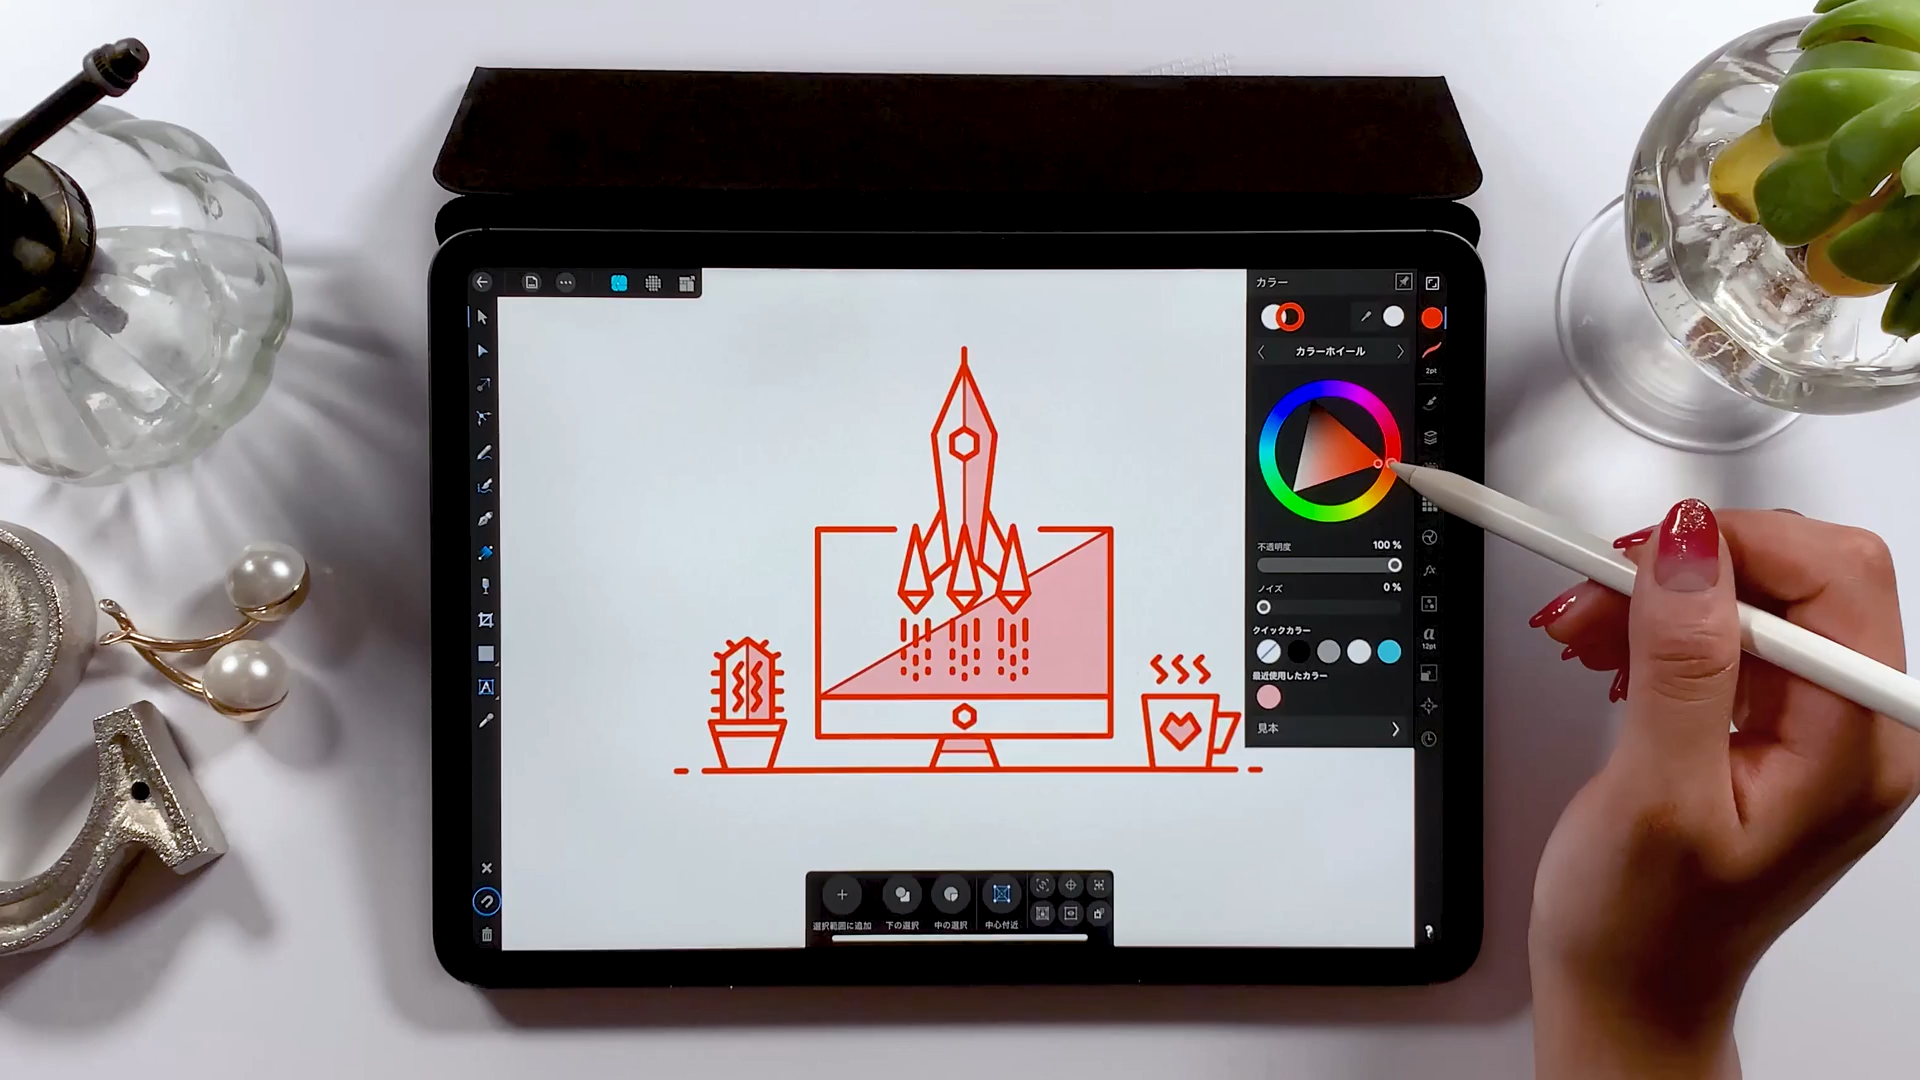 カラー
カラーホイール
2pt
不透明度 100 %
ノイズ 0 %
クイックカラー
a
12pt
最近使用したカラー
見本
選択範囲に追加 下の選択 中の選択 中心付近